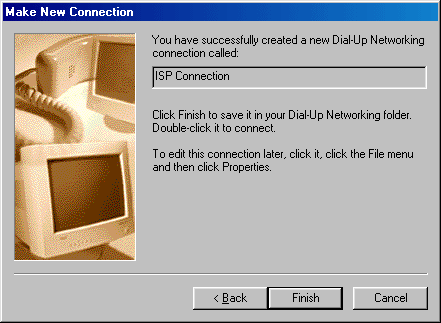 Make New Connection
You have successfully created a new Dial-Up Networking
connection called:
ISP Connection
Click Finish to save it in your Dial-Up Networking folder.
Double-click it to connect.
To edit this connection later, click it, click the File menu
and then click Properties.
< Back Finish Cancel